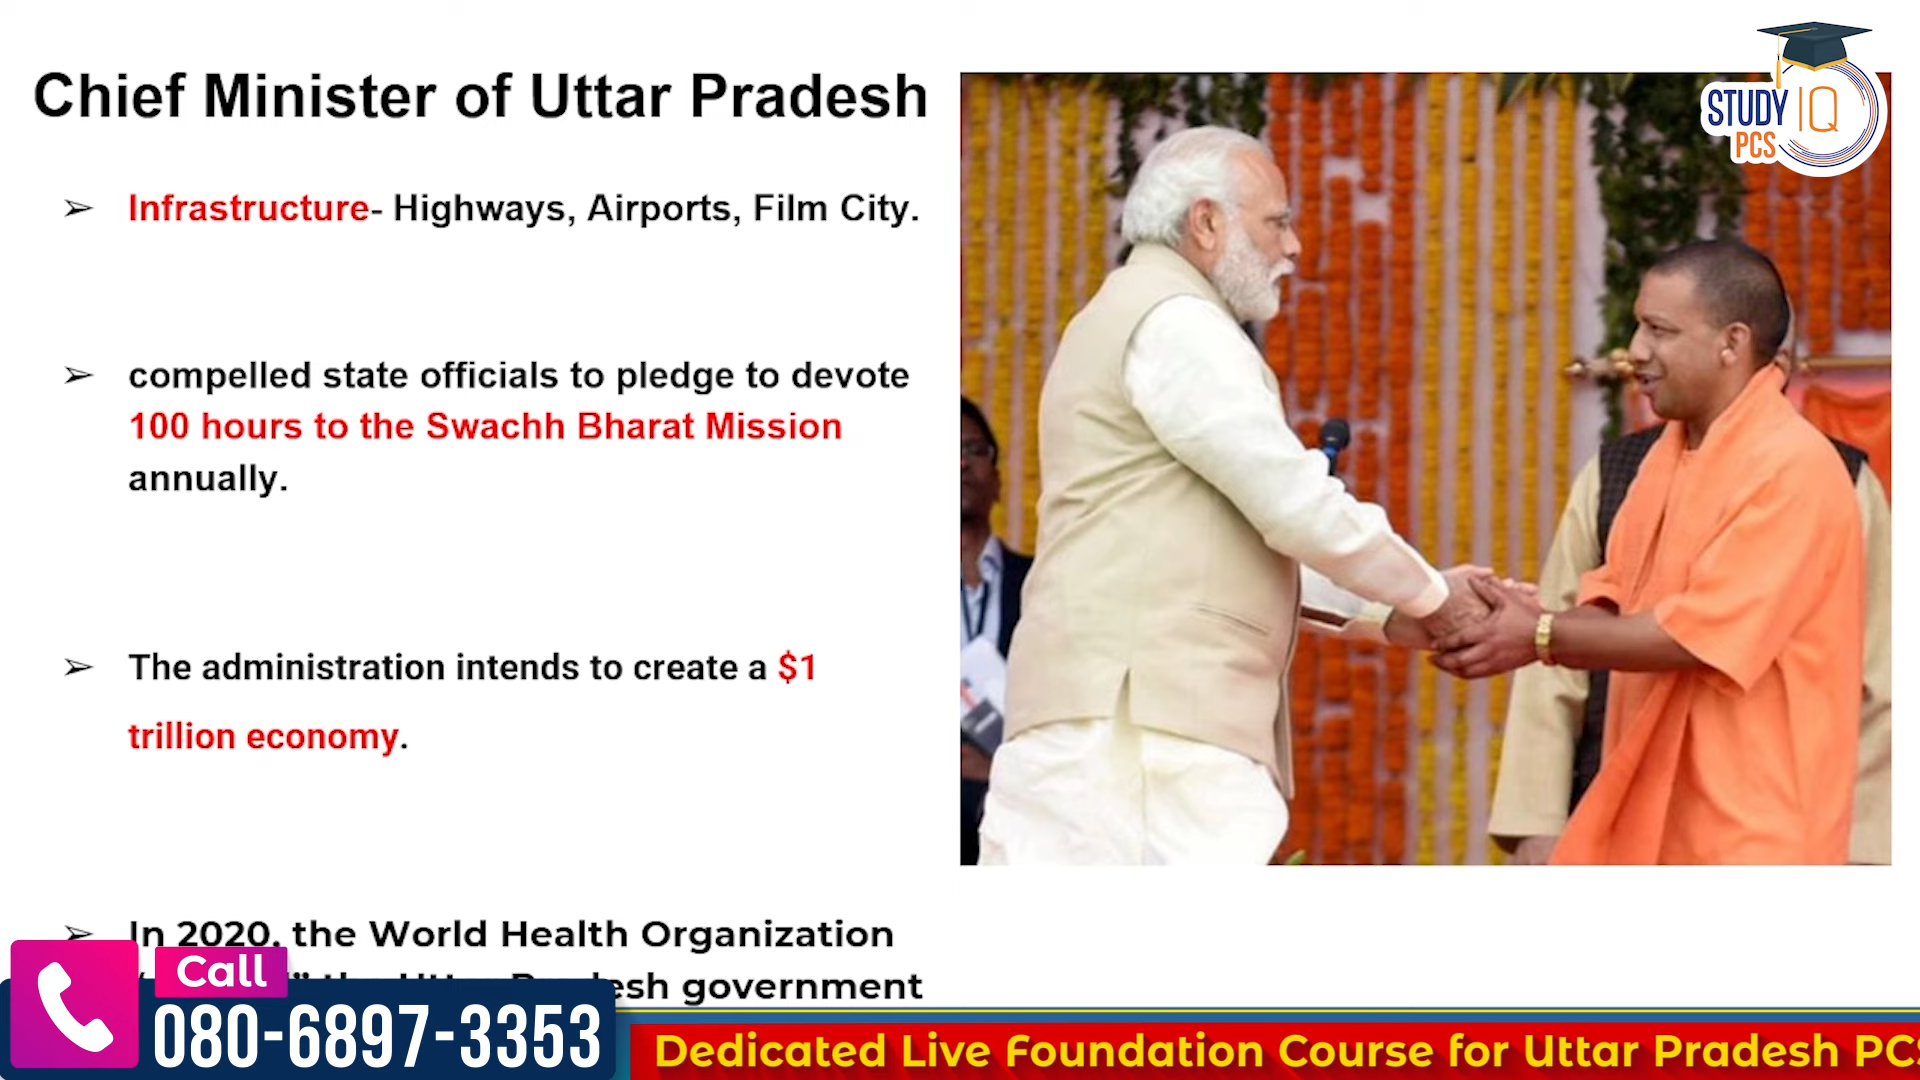 Chief Minister of Uttar Pradesh
STUDY IQ
PCS
➢ Infrastructure- Highways, Airports, Film City.
➢ compelled state officials to pledge to devote
100 hours to the Swachh Bharat Mission
annually.
➢ The administration intends to create a $1
trillion economy.
➢ In 2020, the World Health Organization
the government
Call
080-6897-3353
Dedicated Live Foundation Course for Uttar Pradesh PCS